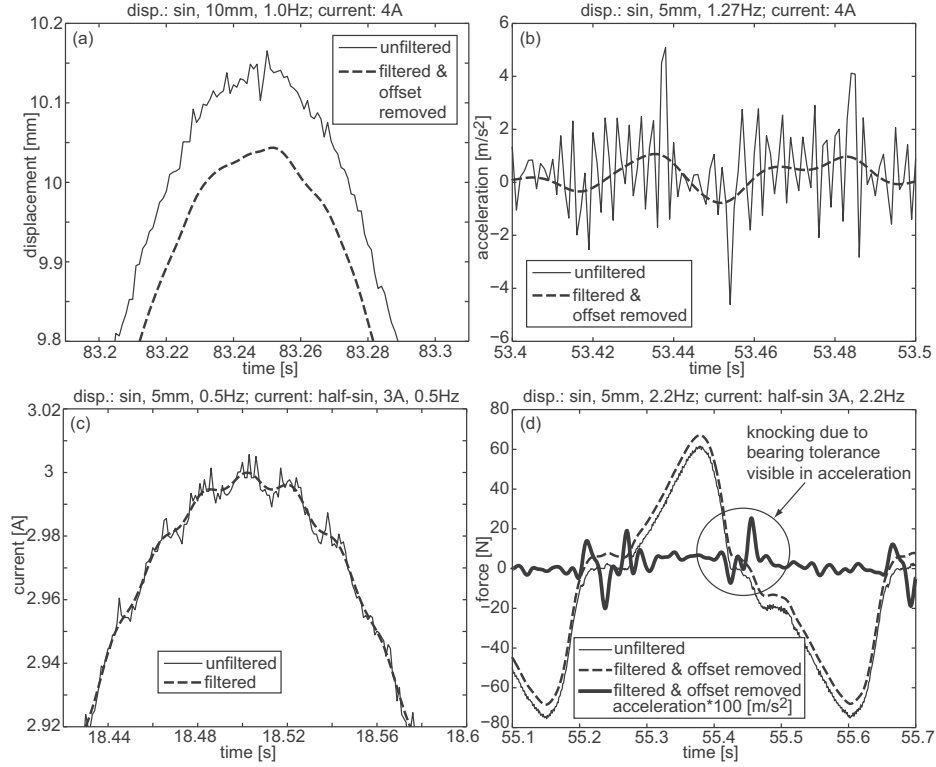 disp.: sin, 10mm, 1.0Hz; current: 4A
(a)
unfiltered
filtered &
offset
removed
displacement [mm]
10.2
10.1
10
9.9
9.8
83.2
83.22
83.24
83.26
83.28
83.3
time [s]
disp.: sin, 5mm, 1.27Hz; current: 4A
(b)
unfiltered
filtered &
offset removed
acceleration [m/s²]
6
4
2
0
−2
−4
−6
53.4
53.42
53.44
53.46
53.48
53.5
time [s]
disp.: sin, 5mm, 0.5Hz; current: half-sin, 3A, 0.5Hz
(c)
unfiltered
filtered
current [A]
3.02
3
2.98
2.96
2.94
2.92
18.44
18.48
18.52
18.56
18.6
time [s]
disp.: sin, 5mm, 2.2Hz; current: half-sin 3A, 2.2Hz
(d)
knocking due to
bearing tolerance
visible in acceleration
unfiltered
filtered & offset removed
filtered & offset removed
acceleration*100 [m/s²]
force [N]
80
60
40
20
0
−20
−40
−60
−80
55.1
55.2
55.3
55.4
55.5
55.6
55.7
time [s]